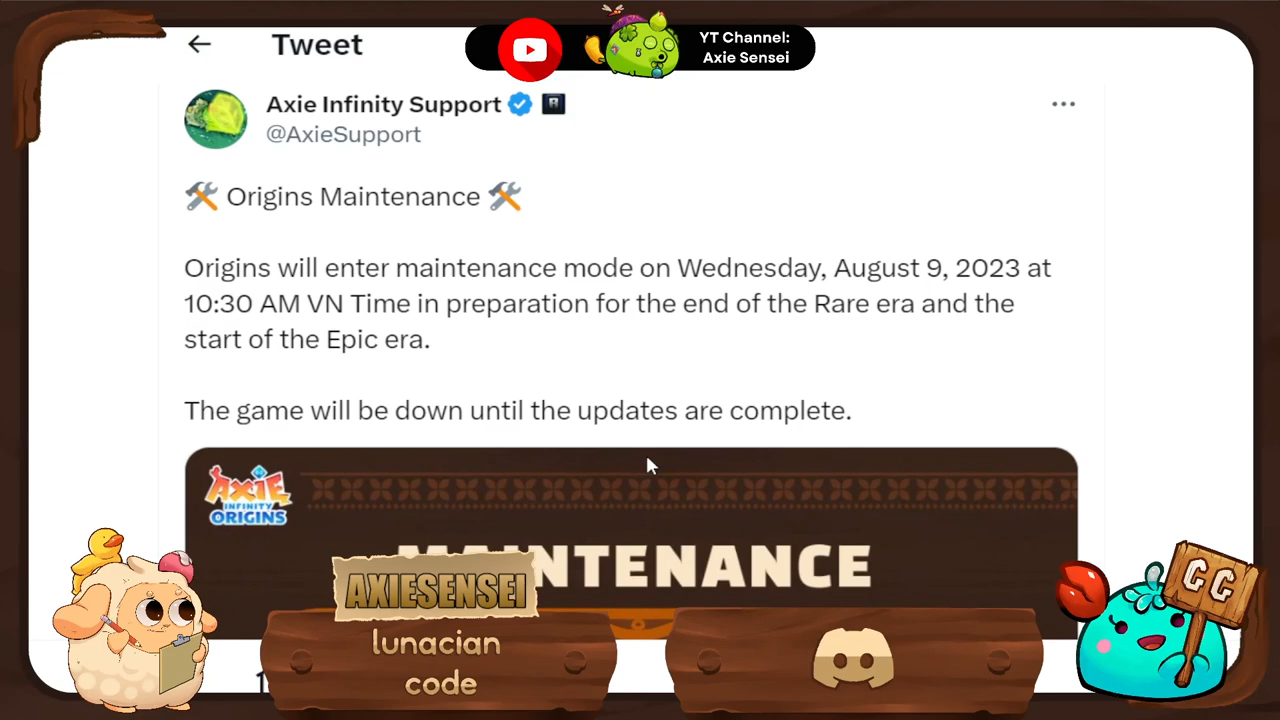 Tweet
YT Channel:
Axie Sensei
Axie Infinity Support
@AxieSupport
Origins Maintenance
Origins will enter maintenance mode on Wednesday, August 9, 2023 at
10:30 AM VN Time in preparation for the end of the Rare era and the
start of the Epic era.
The game will be down until the updates are complete.
AXIE
INFINITY
ORIGINS
MAINTENANCE
AXIESENSEI
lunacian
code
GG